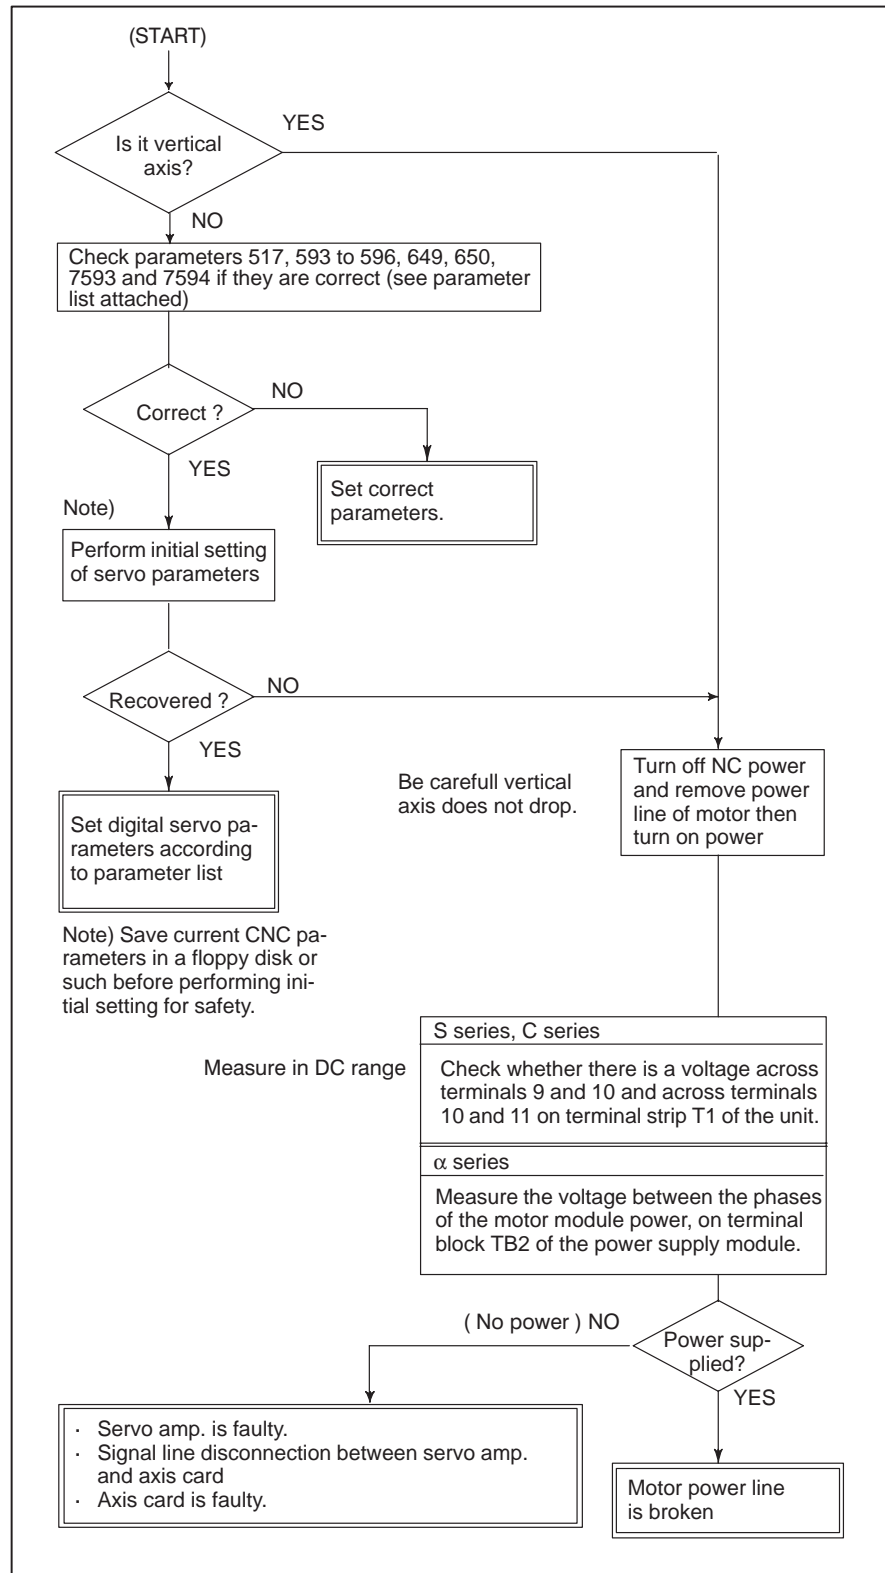 (START)
Is it vertical
axis?
YES
NO
Check parameters 517, 593 to 596, 649, 650,
7593 and 7594 if they are correct (see parameter
list attached)
Correct ?
NO
YES
Set correct
parameters.
Note)
Perform initial setting
of servo parameters
Recovered ?
NO
YES
Be carefull vertical
axis does not drop.
Turn off NC power
and remove power
line of motor then
turn on power
Set digital servo pa-
rameters according
to parameter list
Note) Save current CNC pa-
rameters in a floppy disk or
such before performing ini-
tial setting for safety.
Measure in DC range
S series, C series
Check whether there is a voltage across
terminals 9 and 10 and across terminals
10 and 11 on terminal strip T1 of the unit.
α series
Measure the voltage between the phases
of the motor module power, on terminal
block TB2 of the power supply module.
( No power ) NO
Power sup-
plied?
YES
· Servo amp. is faulty.
· Signal line disconnection between servo amp.
and axis card
· Axis card is faulty.
Motor power line
is broken